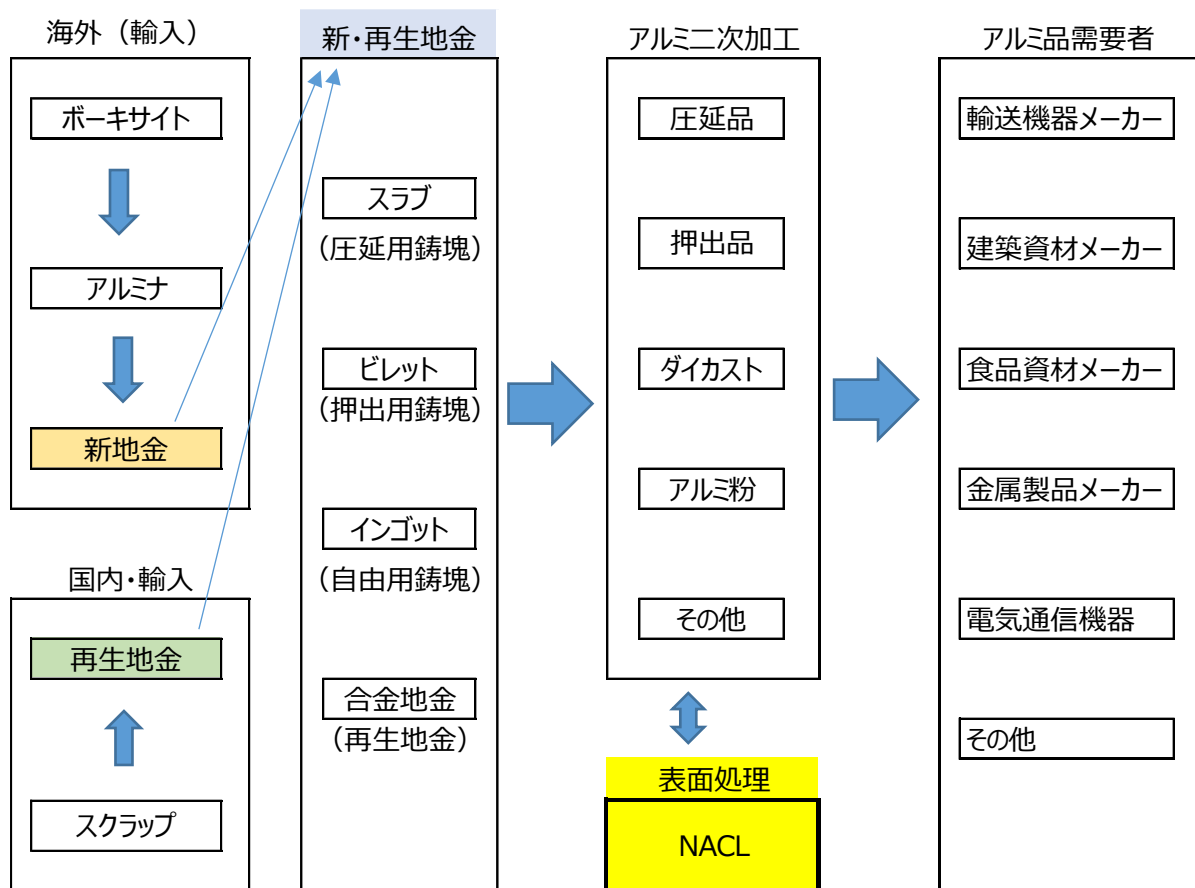 海外（輸入）
ボーキサイト
アルミナ
新地金
国内・輸入
再生地金
スクラップ
新・再生地金
スラブ
（圧延用鋳塊）
ビレット
（押出用鋳塊）
インゴット
（自由用鋳塊）
合金地金
（再生地金）
アルミ二次加工
圧延品
押出品
ダイカスト
アルミ粉
その他
表面処理
NACL
アルミ品需要者
輸送機器メーカー
建築資材メーカー
食品資材メーカー
金属製品メーカー
電気通信機器
その他